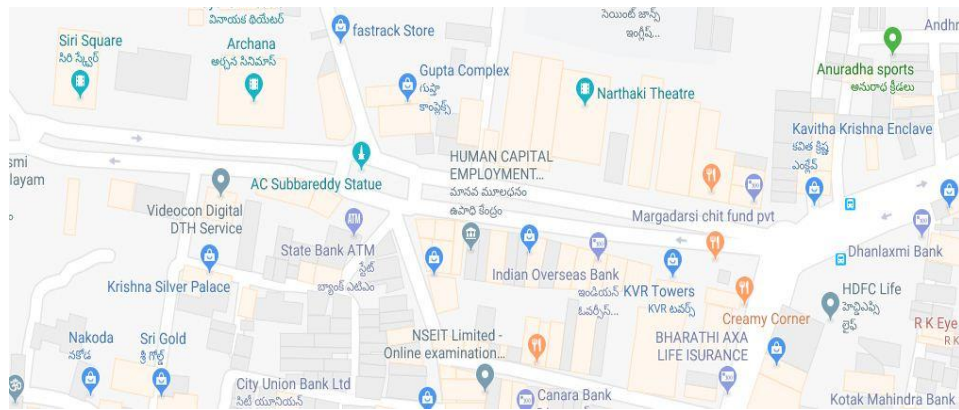 వినాయక థియేటర్
Siri Square
సిరి స్క్వేర్
Archana
అర్చన సినిమాస్
fastrack Store
సెయింట్ జాన్స్
ఇంగ్లీష్...
Andhr
Gupta Complex
గుప్తా
కాంప్లెక్స్
Narthaki Theatre
Anuradha sports
అనురాధ క్రీడలు
Kavitha Krishna Enclave
కవిత క్రిష్ణ
ఎంక్లేవ్
smi
layam
AC Subbareddy Statue
HUMAN CAPITAL
EMPLOYMENT...
మానవ మూలధనం
ఉపాధి కేంద్రం
Videocon Digital
DTH Service
ATM
State Bank ATM
స్టేట్
బ్యాంక్ ఎటిఎం
Margadarsi chit fund pvt
Dhanlaxmi Bank
Krishna Silver Palace
Indian Overseas Bank
ఇండియన్
ఓవర్సీస్...
KVR Towers
KVR టవర్స్
HDFC Life
హెచ్డిఎఫ్సి
లైఫ్
Creamy Corner
Nakoda
నకోడ
Sri Gold
శ్రీ గోల్డ్
NSEIT Limited -
Online examination...
BHARATHI AXA
LIFE ISURANCE
R K Eye
R K
City Union Bank Ltd
సిటీ యూనియన్
Canara Bank
Kotak Mahindra Bank